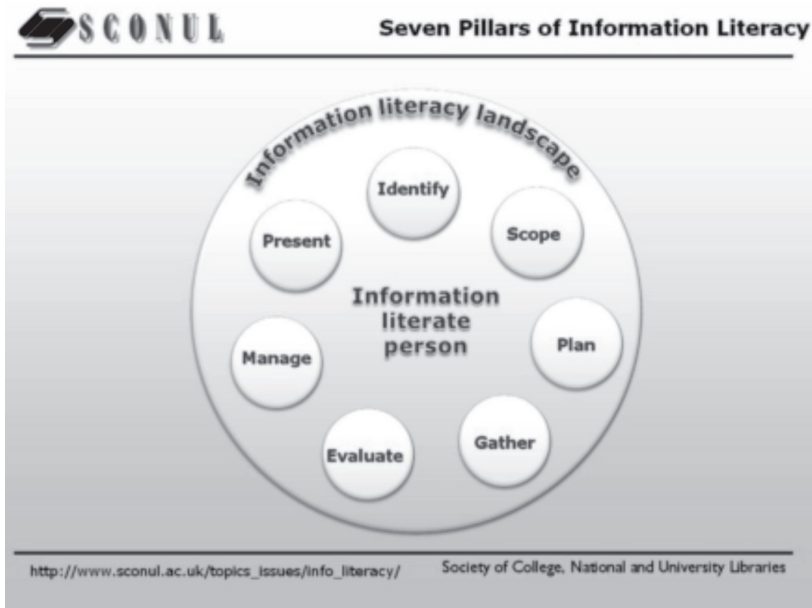 SCONUL
Seven Pillars of Information Literacy
Information literacy landscape
Identify
Scope
Plan
Gather
Evaluate
Manage
Present
Information
literate
person
http://www.sconul.ac.uk/topics_issues/info_literacy/
Society of College, National and University Libraries